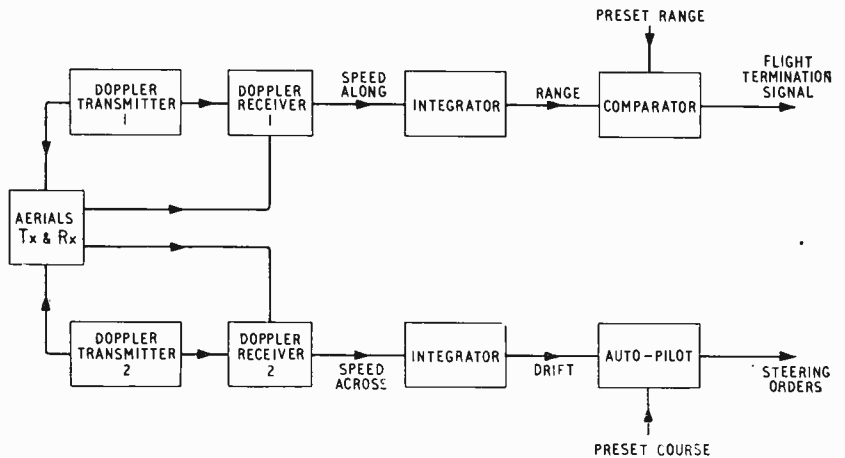 PRESET RANGE
DOPPLER
TRANSMITTER
1
DOPPLER
RECEIVER
1
SPEED
ALONG
INTEGRATOR
RANGE
COMPARATOR
FLIGHT
TERMINATION
SIGNAL
AERIALS
Tx & Rx
DOPPLER
TRANSMITTER
2
DOPPLER
RECEIVER
2
SPEED
ACROSS
INTEGRATOR
DRIFT
AUTO-PILOT
STEERING
ORDERS
PRESET COURSE